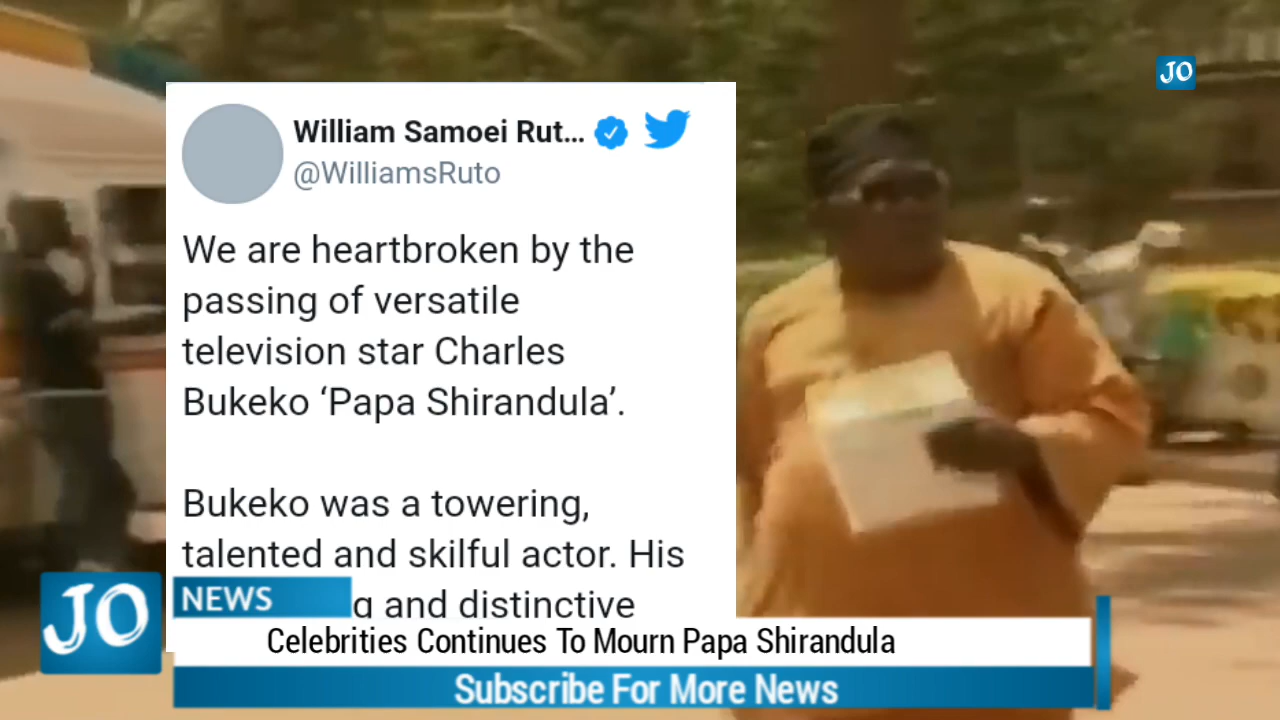 JO
William Samoei Rut...
@WilliamsRuto
We are heartbroken by the
passing of versatile
television star Charles
Bukeko ‘Papa Shirandula’.
Bukeko was a towering,
talented and skilful actor. His
and distinctive
JO
NEWS
Celebrities Continues To Mourn Papa Shirandula
Subscribe For More News